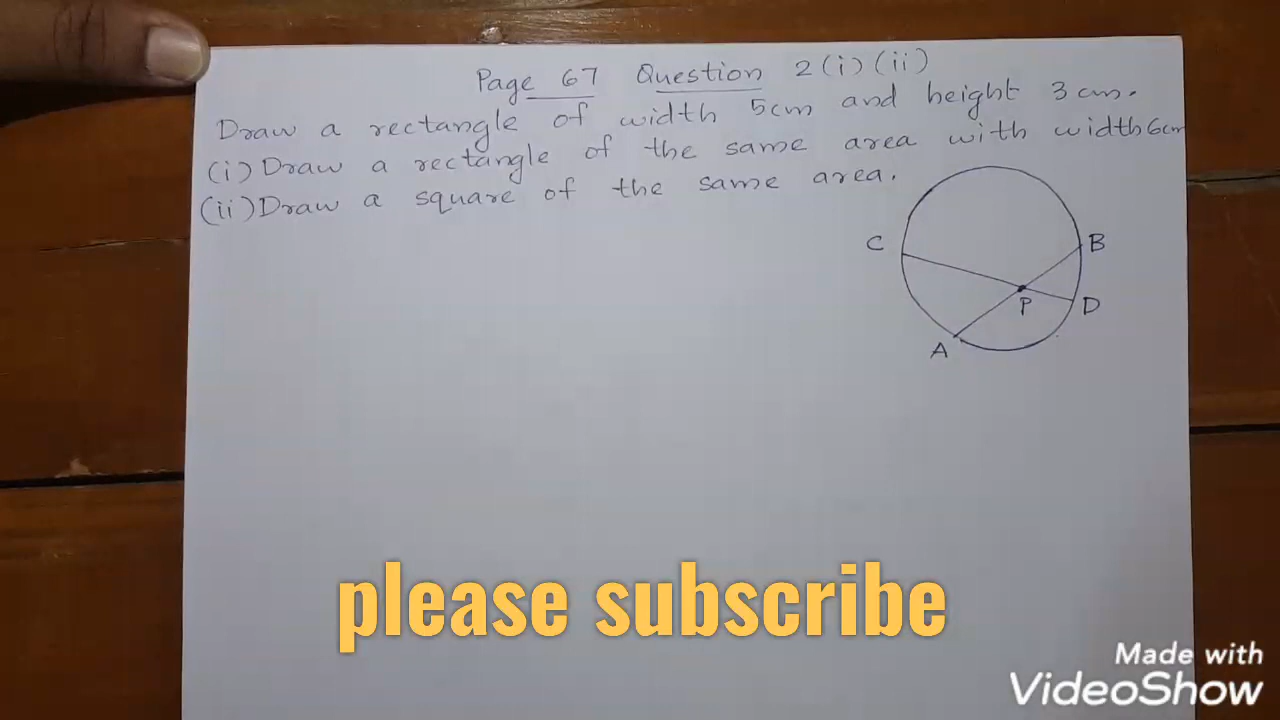 Page 67 Question 2(i)(ii)
Draw a rectangle of width 5cm and height 3cm.
(i) Draw a rectangle of the same area with width 6cm
(ii) Draw a square of the same area.
C
B
P
D
A
please subscribe
Made with
VideoShow